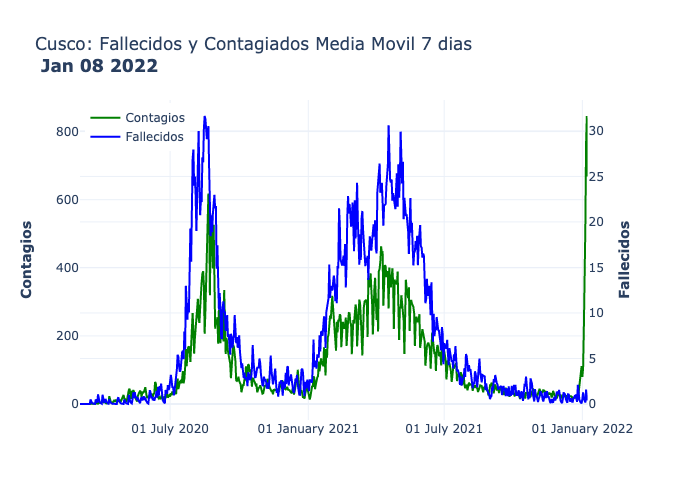 Cusco: Fallecidos y Contagiados Media Movil 7 dias
Jan 08 2022
Contagios
Fallecidos
800
600
400
200
0
30
25
20
15
10
5
0
Contagios
Fallecidos
01 July 2020
01 January 2021
01 July 2021
01 January 2022